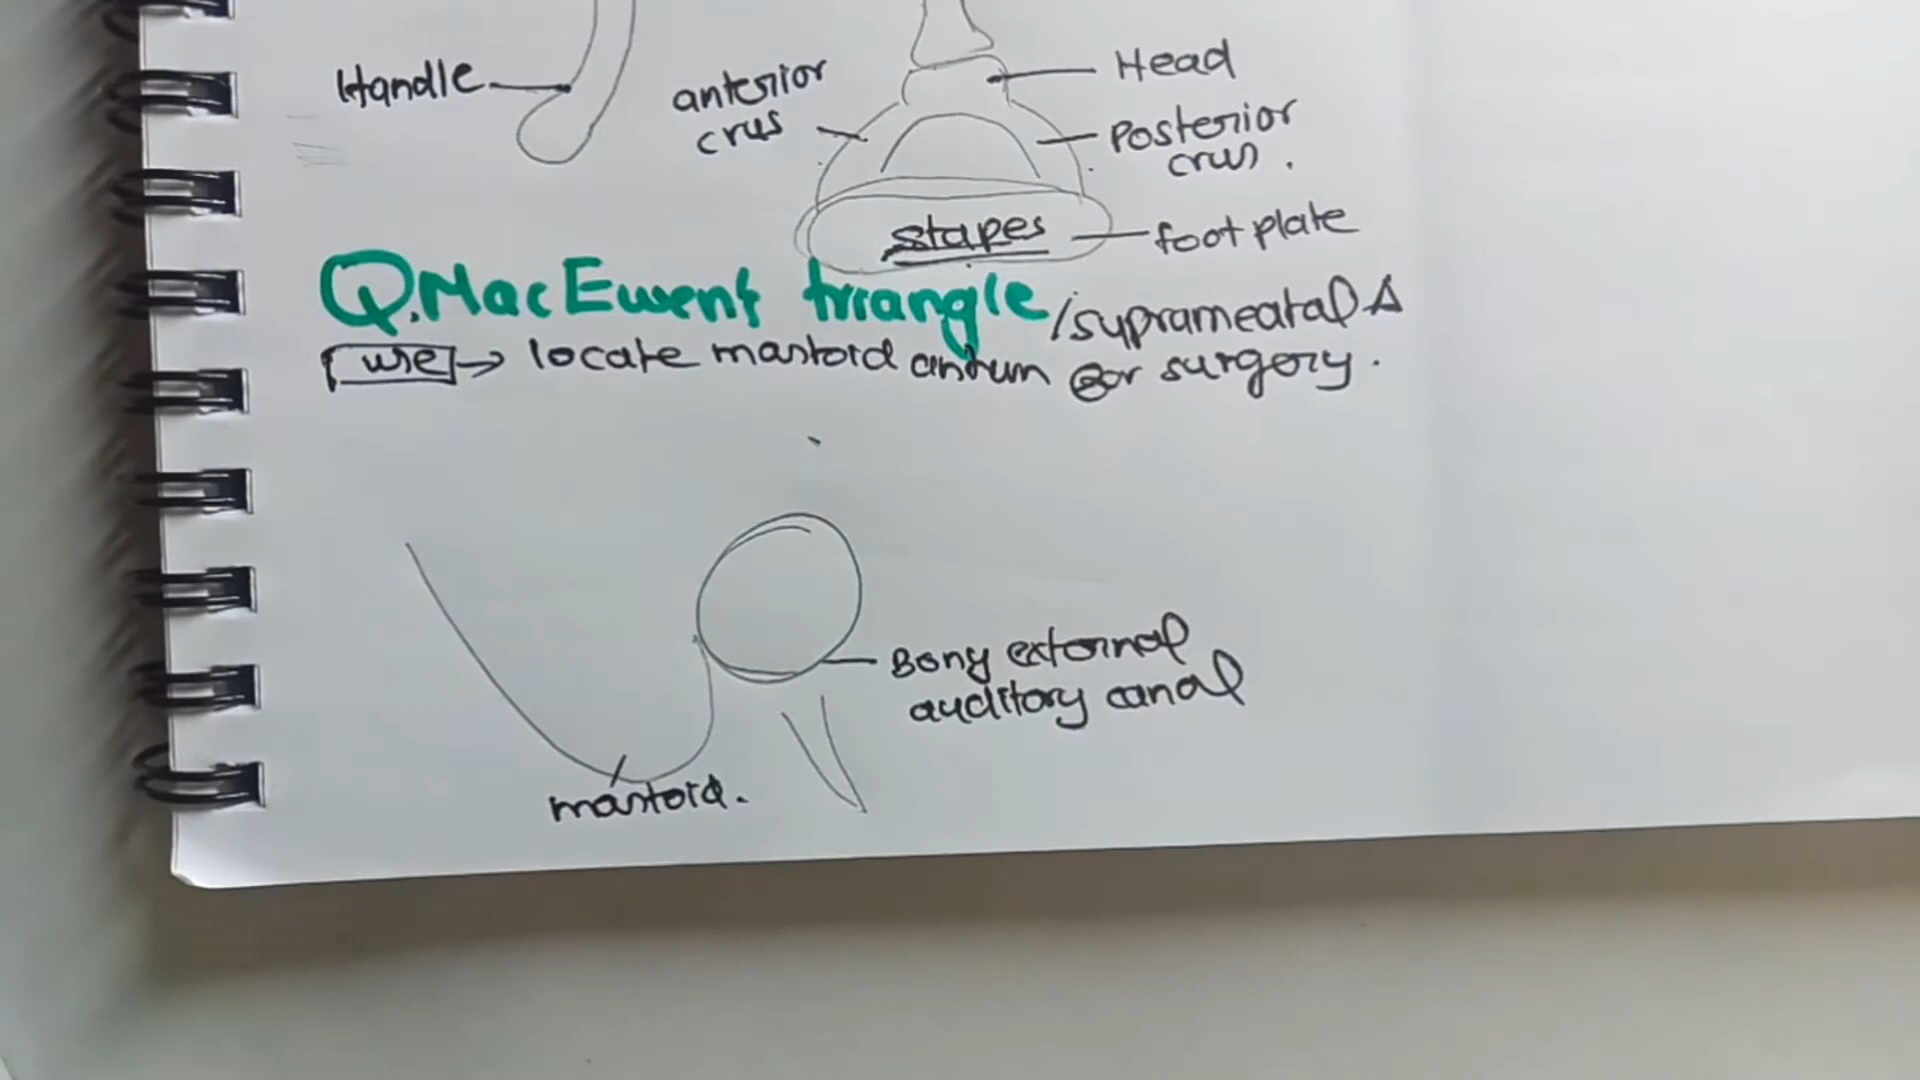 Handle
anterior
crus
Head
Posterior
crus.
stapes
foot plate
Q.MacEwent triangle /suprameatal Δ
use → locate mastoid antrum for surgery.
Bony external
auditory canal
mastoid.